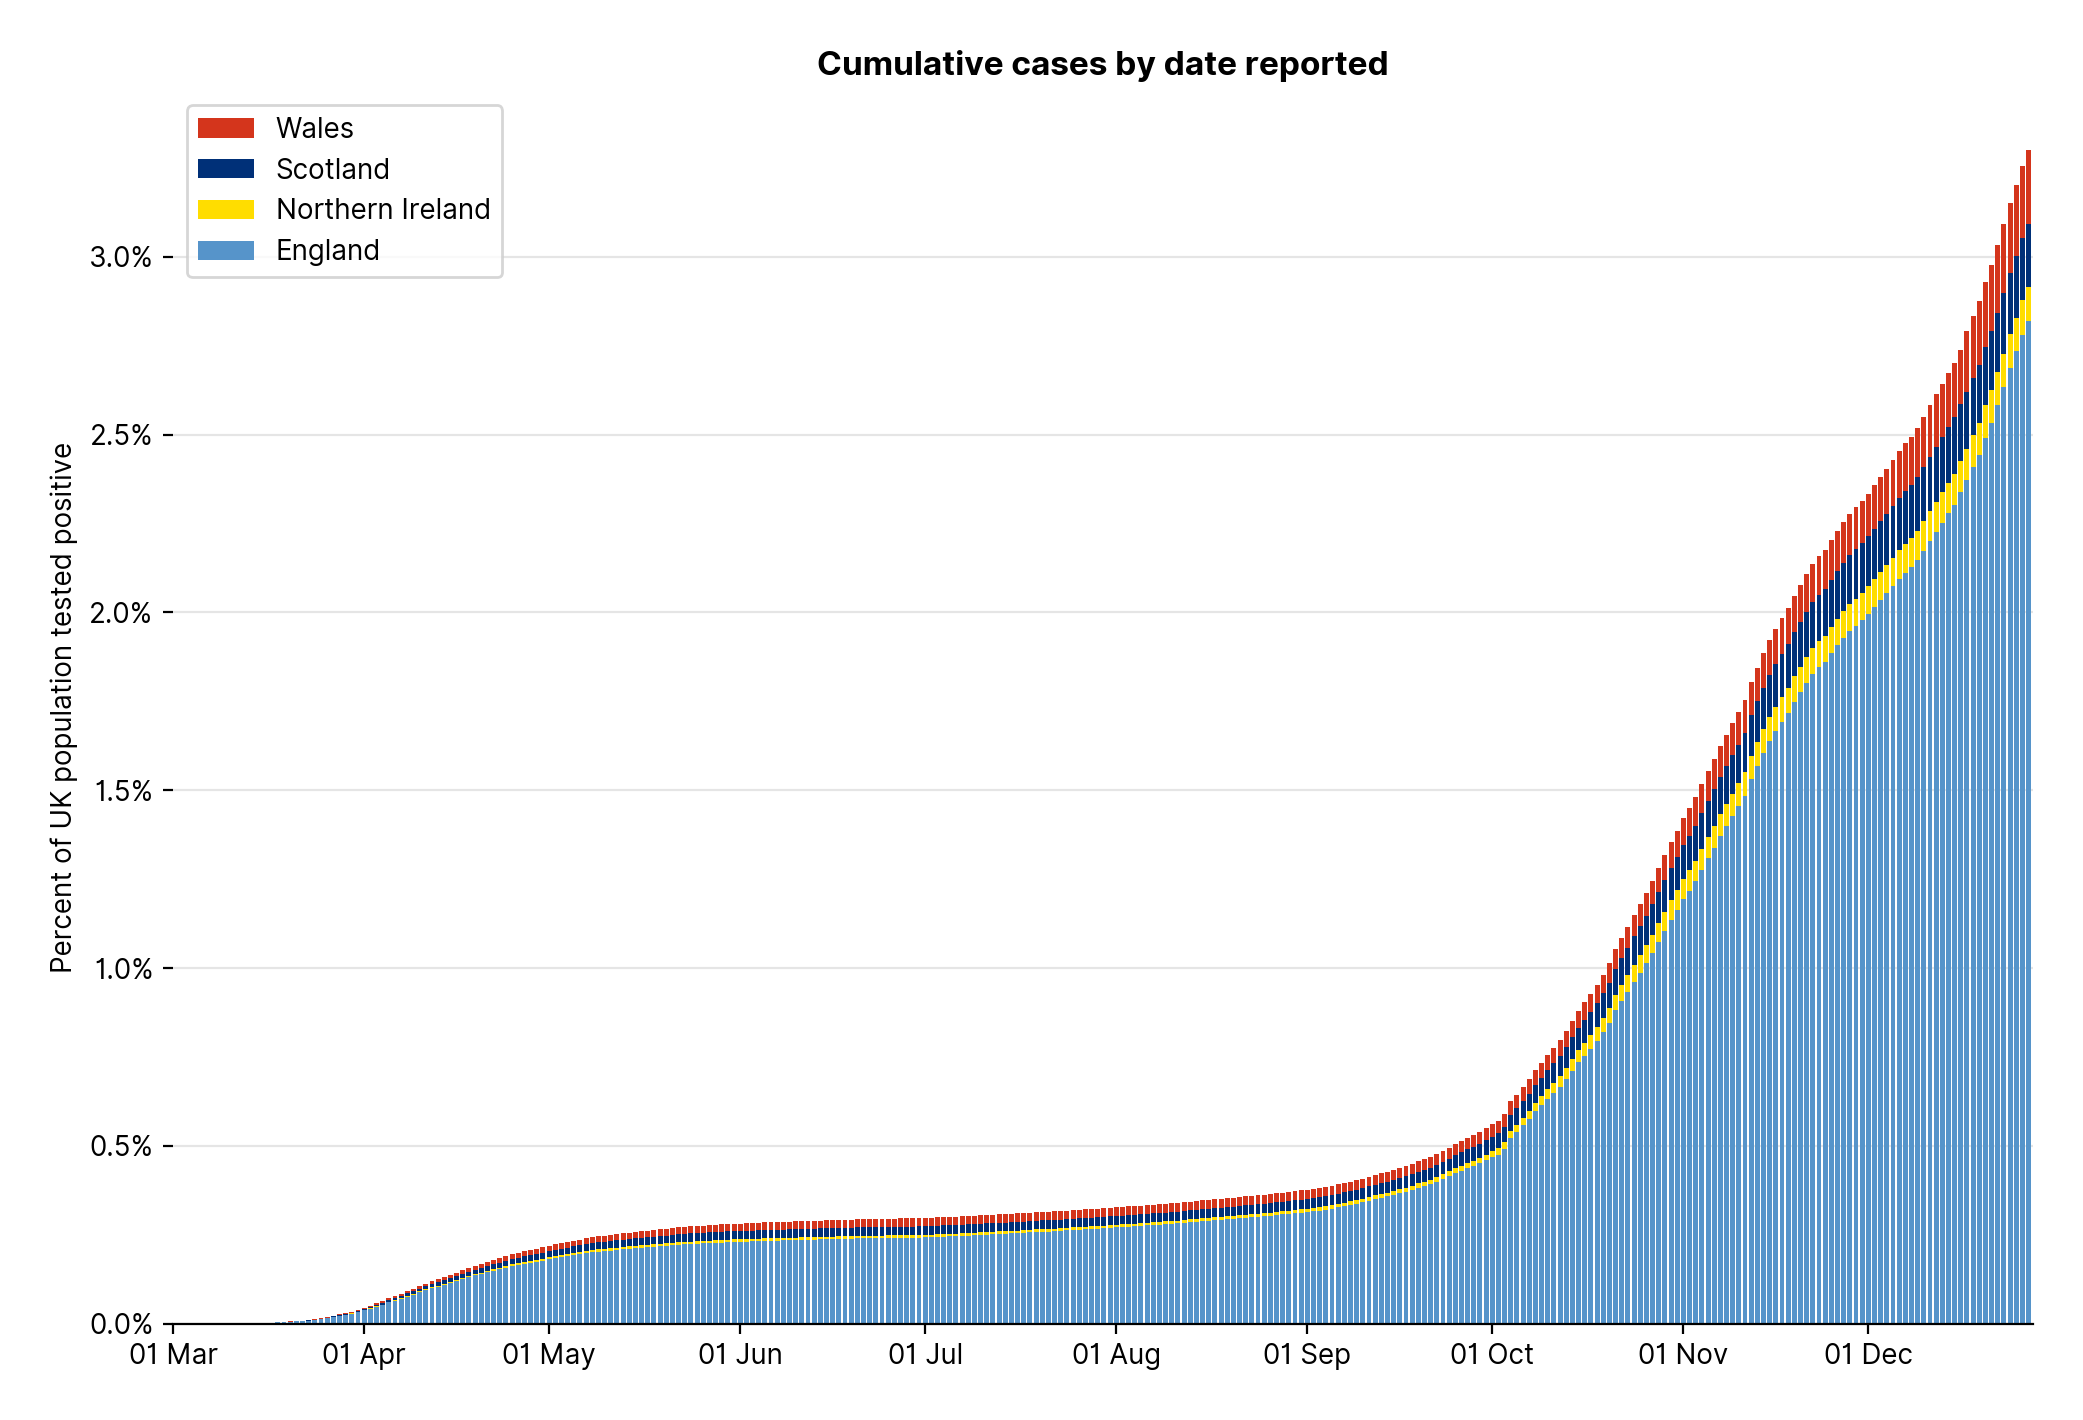 Cumulative cases by date reported
Wales
Scotland
Northern Ireland
England
Percent of UK population tested positive
3.0%
2.5%
2.0%
1.5%
1.0%
0.5%
0.0%
01 Mar 01 Apr 01 May 01 Jun 01 Jul 01 Aug 01 Sep 01 Oct 01 Nov 01 Dec